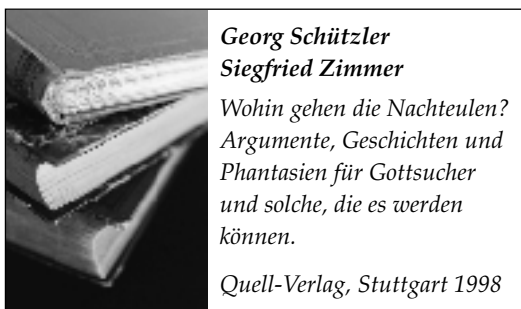 Georg Schützler
Siegfried Zimmer
Wohin gehen die Nachteulen?
Argumente, Geschichten und
Phantasien für Gottsucher
und solche, die es werden
können.
Quell-Verlag, Stuttgart 1998